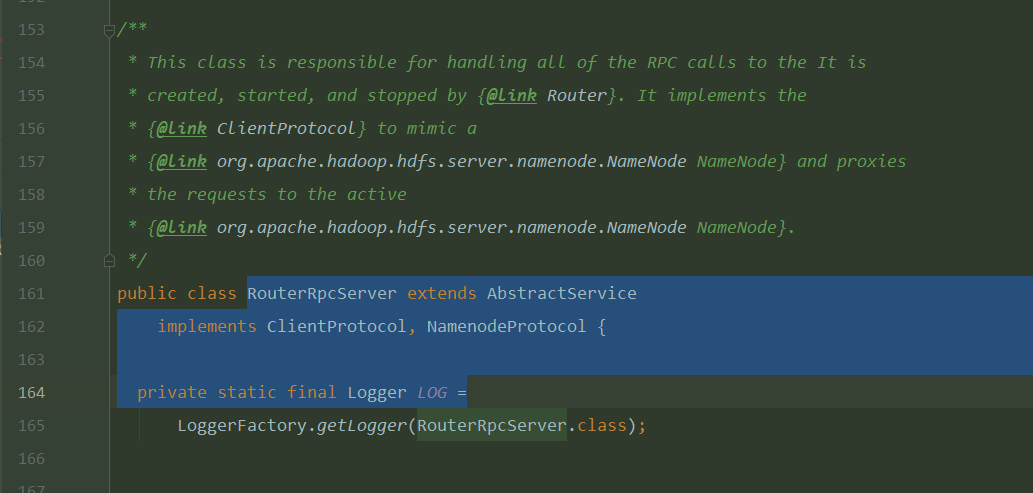 153 /**
154  * This class is responsible for handling all of the RPC calls to the It is
155  * created, started, and stopped by {@link Router}. It implements the
156  * {@link ClientProtocol} to mimic a
157  * {@link org.apache.hadoop.hdfs.server.namenode.NameNode NameNode} and proxies
158  * the requests to the active
159  * {@link org.apache.hadoop.hdfs.server.namenode.NameNode NameNode}.
160  */
161 public class RouterRpcServer extends AbstractService
162     implements ClientProtocol, NamenodeProtocol {
163
164   private static final Logger LOG =
165       LoggerFactory.getLogger(RouterRpcServer.class);
166